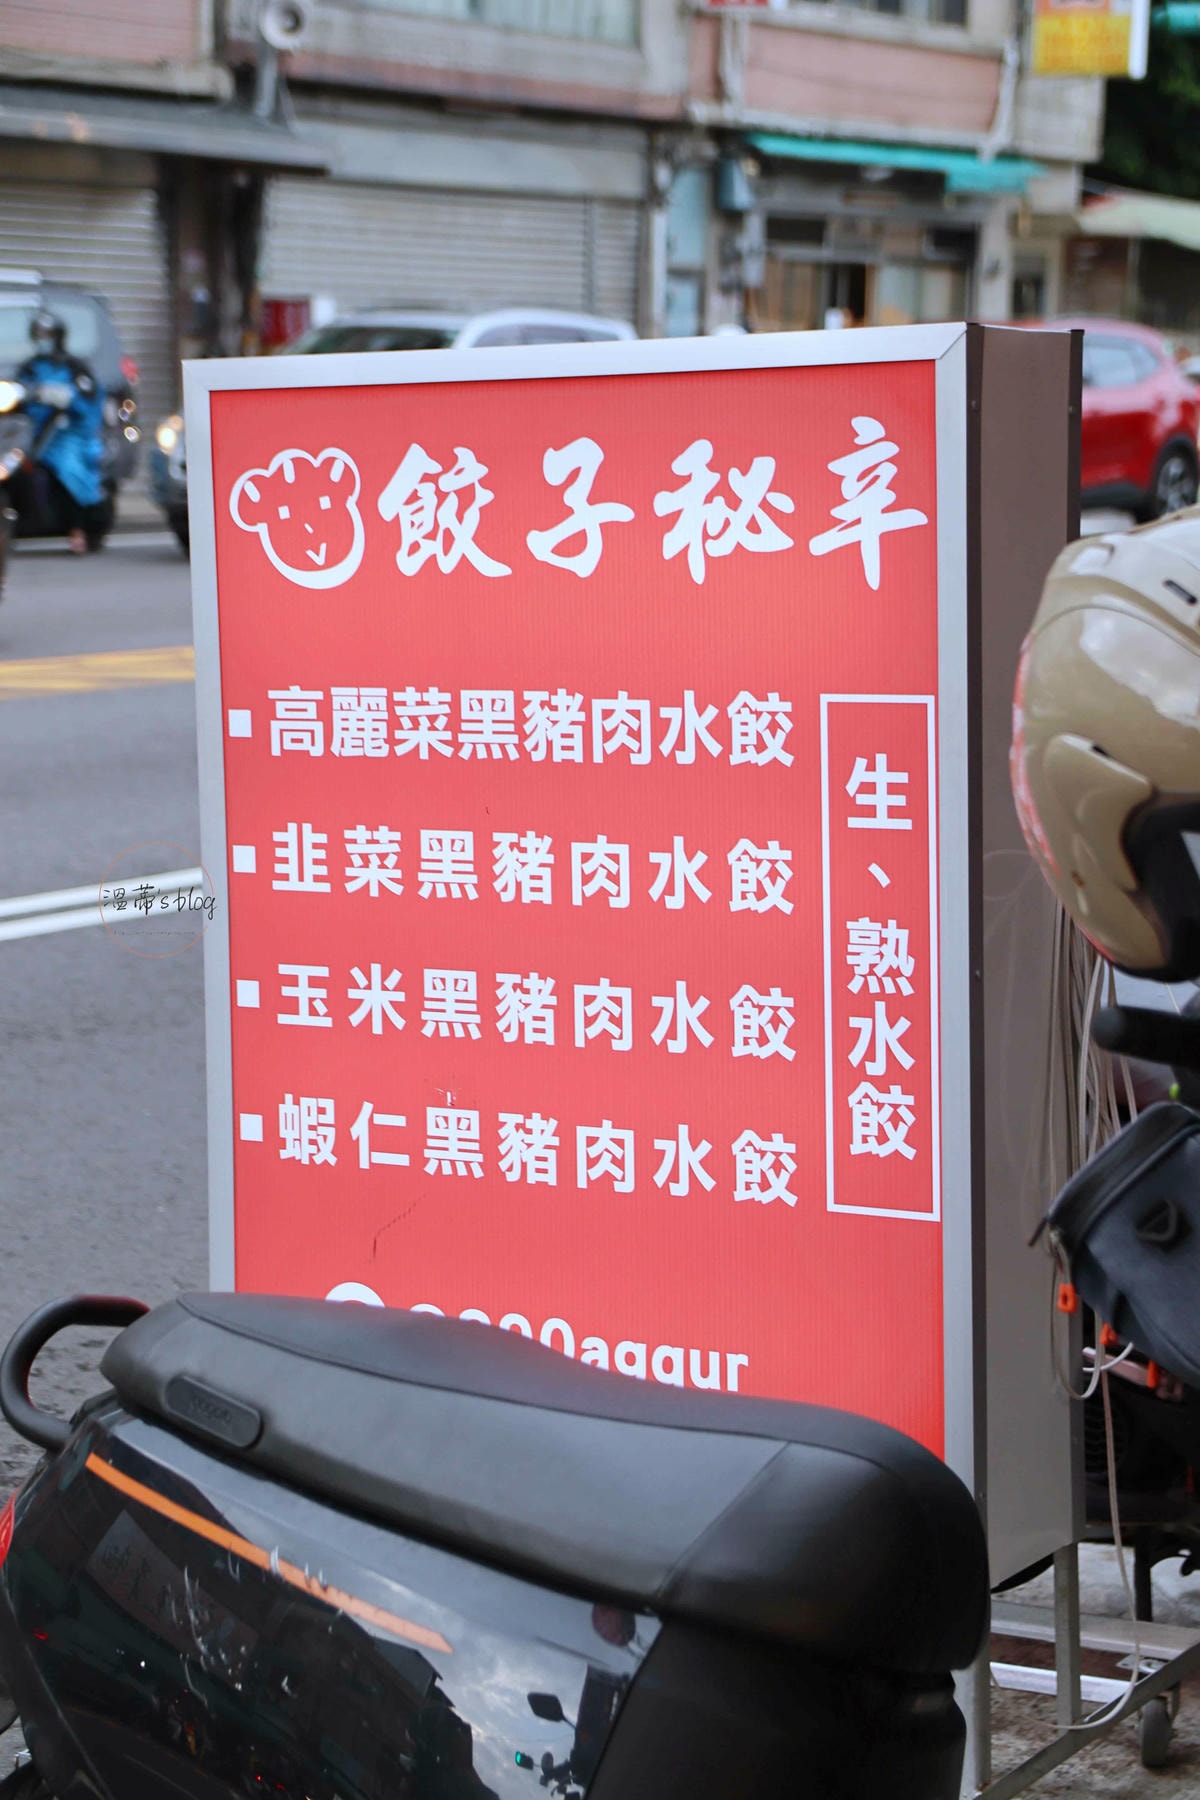 餃子秘辛
高麗菜黑豬肉水餃
韭菜黑豬肉水餃
玉米黑豬肉水餃
蝦仁黑豬肉水餃
生、熟水餃
溫蒂's blog
gogoro